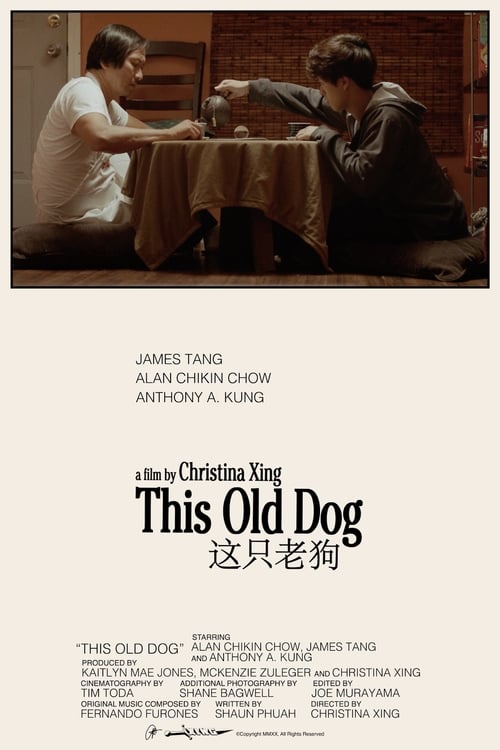 JAMES TANG
ALAN CHIKIN CHOW
ANTHONY A. KUNG
a film by Christina Xing
This Old Dog
这只老狗
"THIS OLD DOG" STARRING ALAN CHIKIN CHOW, JAMES TANG
AND ANTHONY A. KUNG
PRODUCED BY
KAITLYN MAE JONES, MCKENZIE ZULEGER AND CHRISTINA XING
CINEMATOGRAPHY BY ADDITIONAL PHOTOGRAPHY BY EDITED BY
TIM TODA SHANE BAGWELL JOE MURAYAMA
ORIGINAL MUSIC COMPOSED BY WRITTEN BY DIRECTED BY
FERNANDO FURONES SHAUN PHUAH CHRISTINA XING
©Copyright MMXX. All Rights Reserved